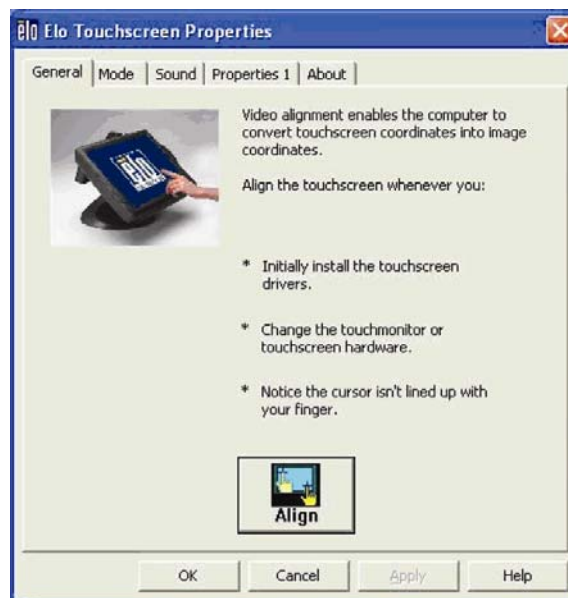 elo Elo Touchscreen Properties
General Mode Sound Properties 1 About
Video alignment enables the computer to
convert touchscreen coordinates into image
coordinates.
Align the touchscreen whenever you:
* Initially install the touchscreen
drivers.
* Change the touchmonitor or
touchscreen hardware.
* Notice the cursor isn't lined up with
your finger.
elo
Align
OK Cancel Apply Help